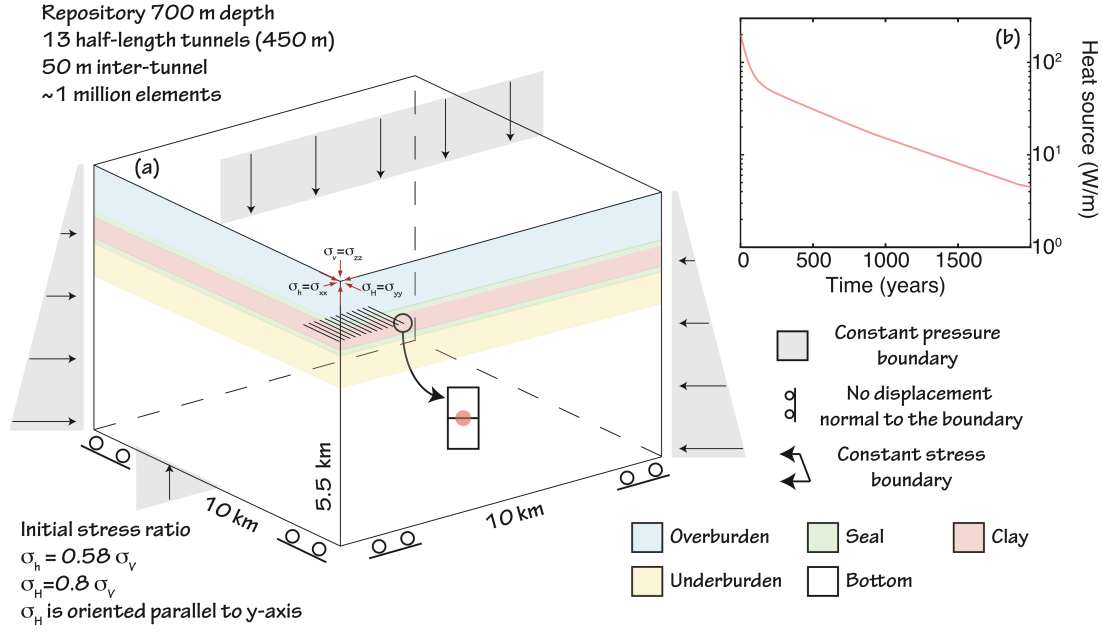 Repository 700 m depth
13 half-length tunnels (450 m)
50 m inter-tunnel
~1 million elements
(a)
σv=σzz
σh=σxx
σH=σyy
5.5 km
10 km
10 km
Initial stress ratio
σh = 0.58 σv
σH=0.8 σv
σH is oriented parallel to y-axis
(b)
10²
10¹
10⁰
Heat source (W/m)
0 500 1000 1500
Time (years)
Constant pressure
boundary
No displacement
normal to the boundary
Constant stress
boundary
Overburden Seal Clay
Underburden Bottom